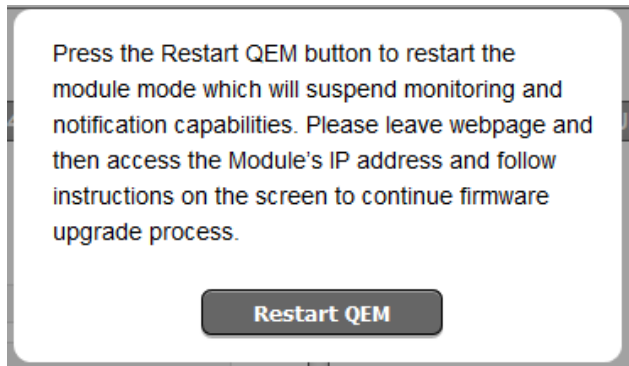 Press the Restart QEM button to restart the
module mode which will suspend monitoring and
notification capabilities. Please leave webpage and
then access the Module's IP address and follow
instructions on the screen to continue firmware
upgrade process.
Restart QEM